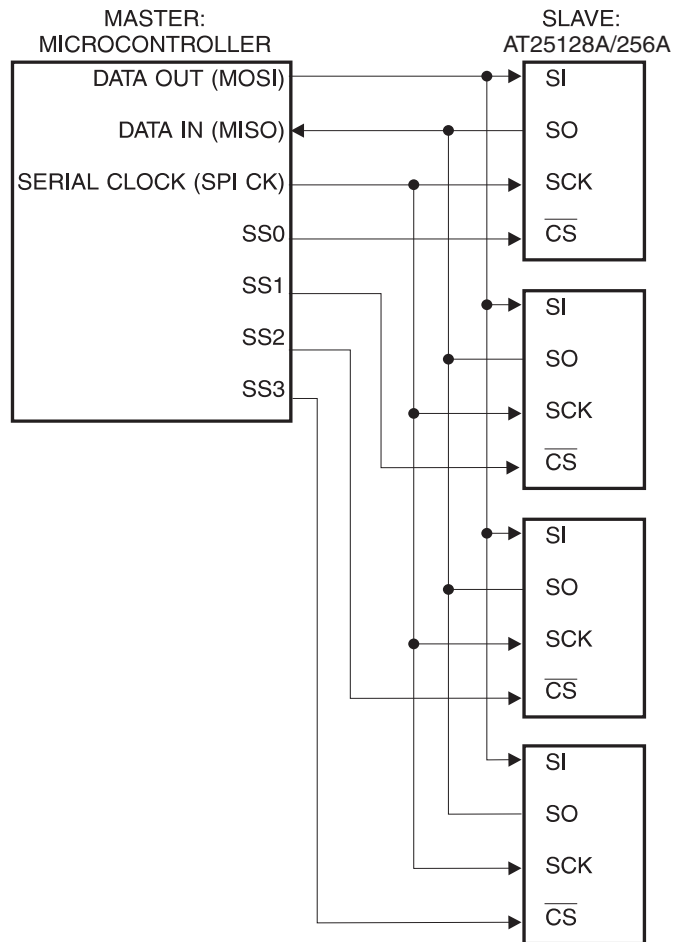 MASTER:
MICROCONTROLLER
SLAVE:
AT25128A/256A
DATA OUT (MOSI)
DATA IN (MISO)
SERIAL CLOCK (SPI CK)
SS0
SS1
SS2
SS3
SI
SO
SCK
CS
SI
SO
SCK
CS
SI
SO
SCK
CS
SI
SO
SCK
CS